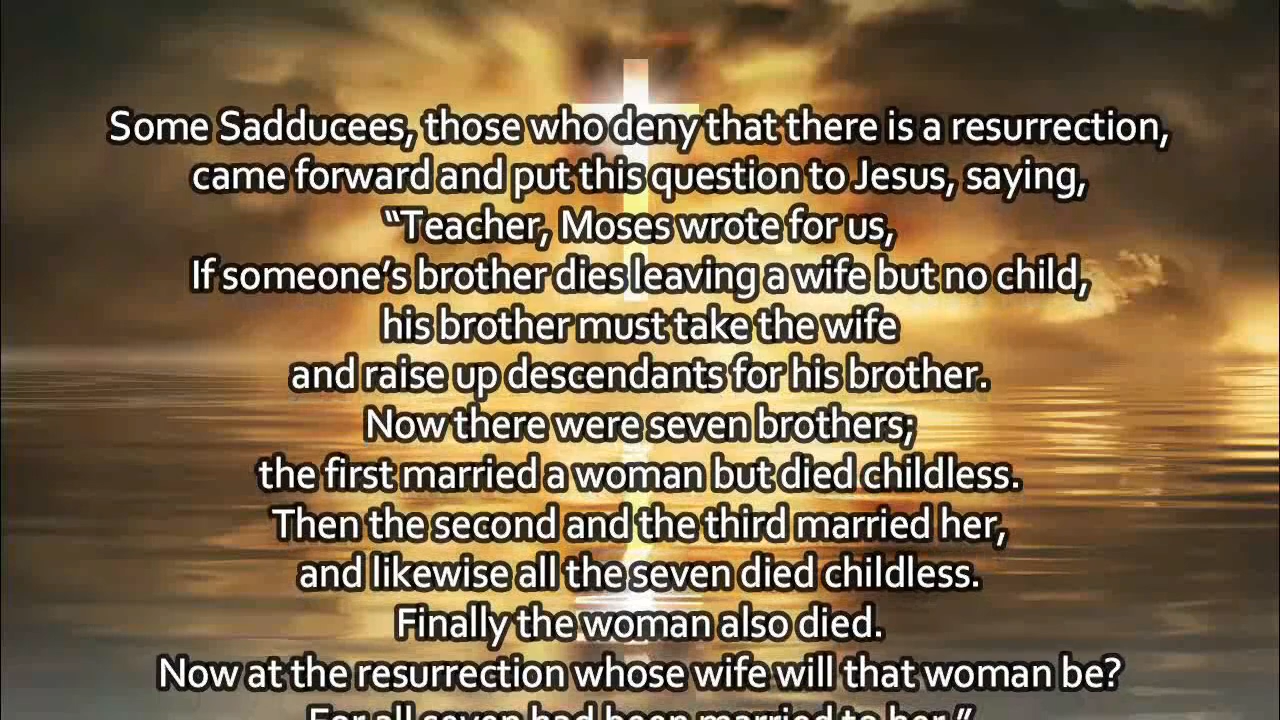 Some Sadducees, those who deny that there is a resurrection,
came forward and put this question to Jesus, saying,
“Teacher, Moses wrote for us,
If someone’s brother dies leaving a wife but no child,
his brother must take the wife
and raise up descendants for his brother.
Now there were seven brothers;
the first married a woman but died childless.
Then the second and the third married her,
and likewise all the seven died childless.
Finally the woman also died.
Now at the resurrection whose wife will that woman be?
For all seven had been married to her.”